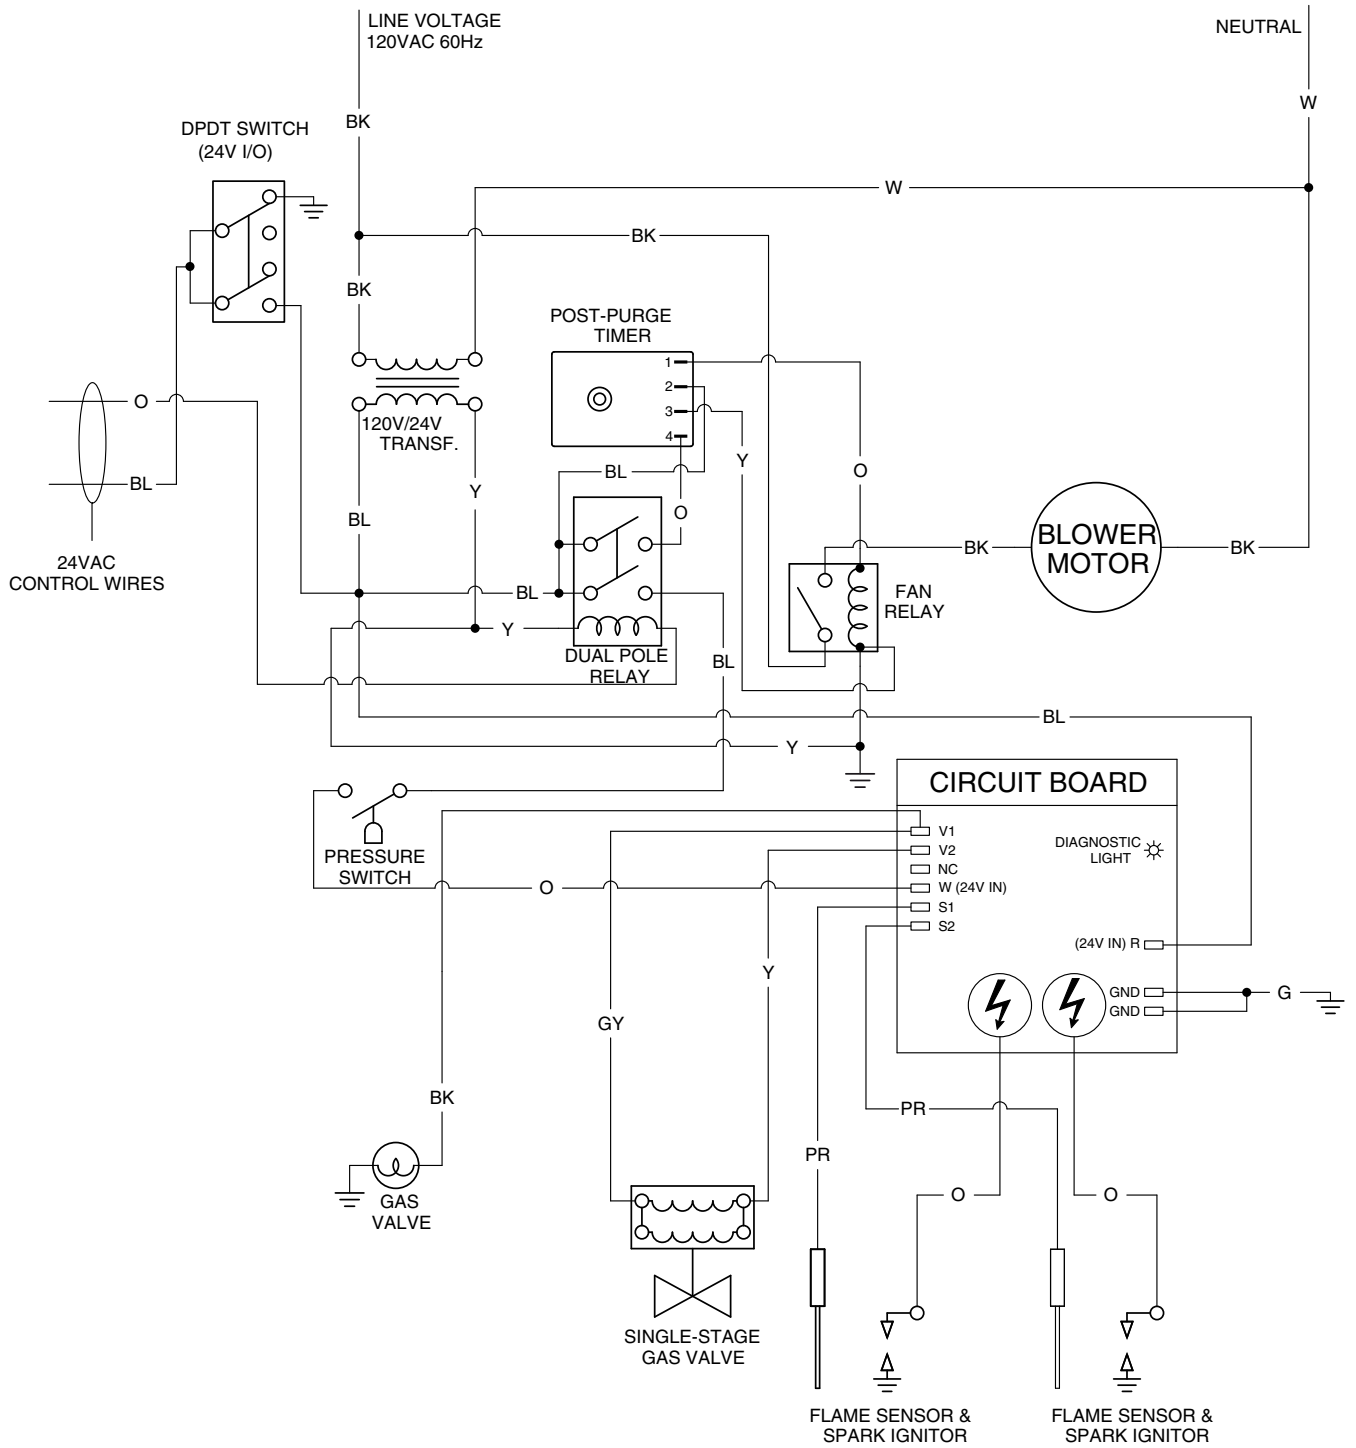 LINE VOLTAGE
120VAC 60Hz
NEUTRAL
W
BK
DPDT SWITCH
(24V I/O)
W
BK
BK
POST-PURGE
TIMER
1
2
3
4
O
120V/24V
TRANSF.
BL
Y
BL
Y
O
BL
O
BLOWER
MOTOR
BK
BK
24VAC
CONTROL WIRES
BL
FAN
RELAY
Y
DUAL POLE
RELAY
BL
BL
Y
CIRCUIT BOARD
V1
V2
NC
W (24V IN)
S1
S2
DIAGNOSTIC
LIGHT
PRESSURE
SWITCH
O
(24V IN) R
Y
GND
GND
G
GY
BK
PR
PR
O
O
GAS
VALVE
SINGLE-STAGE
GAS VALVE
FLAME SENSOR &
SPARK IGNITOR
FLAME SENSOR &
SPARK IGNITOR